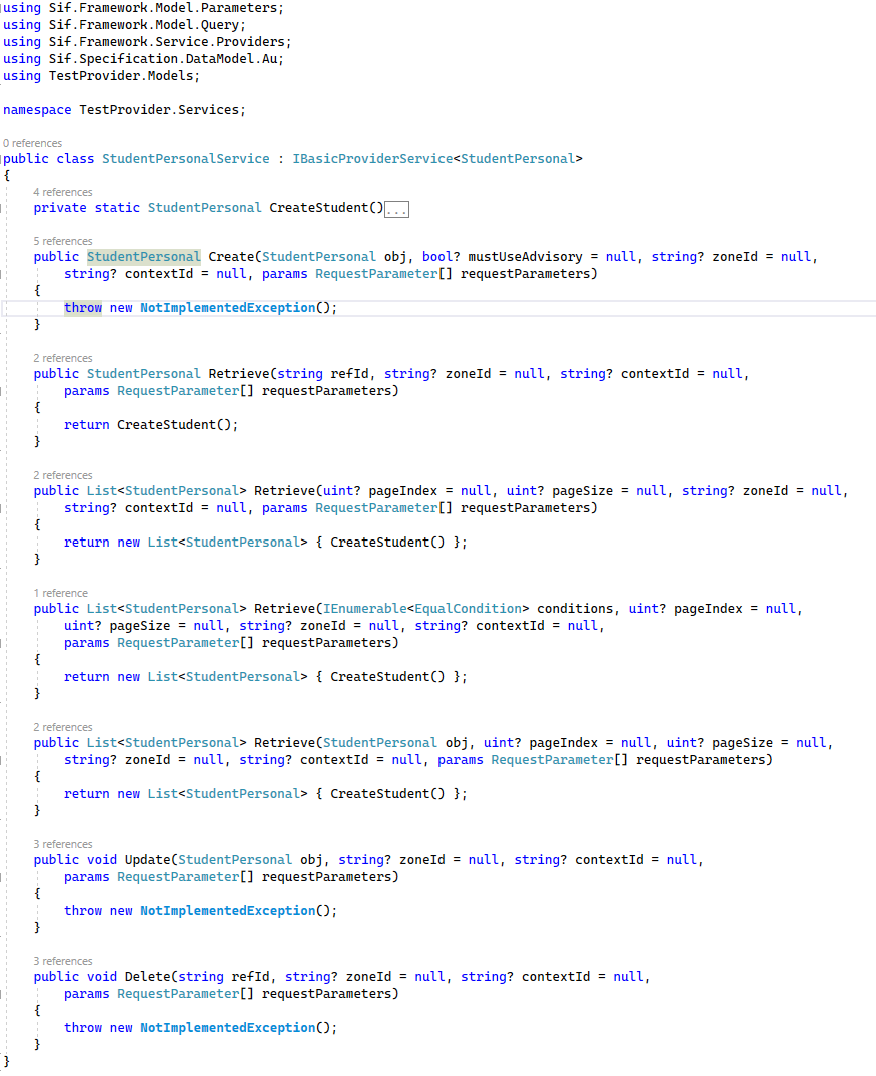 using Sif.Framework.Model.Parameters;
using Sif.Framework.Model.Query;
using Sif.Framework.Service.Providers;
using Sif.Specification.DataModel.Au;
using TestProvider.Models;

namespace TestProvider.Services;

0 references
public class StudentPersonalService : IBasicProviderService<StudentPersonal>
{
    4 references
    private static StudentPersonal CreateStudent()...

    5 references
    public StudentPersonal Create(StudentPersonal obj, bool? mustUseAdvisory = null, string? zoneId = null,
        string? contextId = null, params RequestParameter[] requestParameters)
    {
        throw new NotImplementedException();
    }

    2 references
    public StudentPersonal Retrieve(string refId, string? zoneId = null, string? contextId = null,
        params RequestParameter[] requestParameters)
    {
        return CreateStudent();
    }

    2 references
    public List<StudentPersonal> Retrieve(uint? pageIndex = null, uint? pageSize = null, string? zoneId = null,
        string? contextId = null, params RequestParameter[] requestParameters)
    {
        return new List<StudentPersonal> { CreateStudent() };
    }

    1 reference
    public List<StudentPersonal> Retrieve(IEnumerable<EqualCondition> conditions, uint? pageIndex = null,
        uint? pageSize = null, string? zoneId = null, string? contextId = null,
        params RequestParameter[] requestParameters)
    {
        return new List<StudentPersonal> { CreateStudent() };
    }

    2 references
    public List<StudentPersonal> Retrieve(StudentPersonal obj, uint? pageIndex = null, uint? pageSize = null,
        string? zoneId = null, string? contextId = null, params RequestParameter[] requestParameters)
    {
        return new List<StudentPersonal> { CreateStudent() };
    }

    3 references
    public void Update(StudentPersonal obj, string? zoneId = null, string? contextId = null,
        params RequestParameter[] requestParameters)
    {
        throw new NotImplementedException();
    }

    3 references
    public void Delete(string refId, string? zoneId = null, string? contextId = null,
        params RequestParameter[] requestParameters)
    {
        throw new NotImplementedException();
    }
}